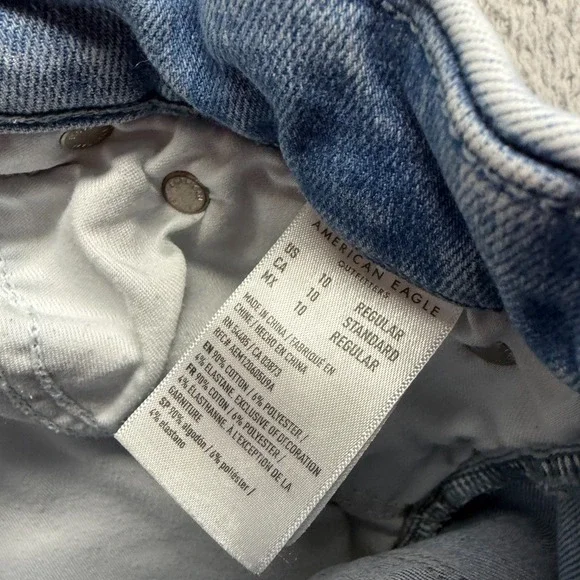 AMERICAN EAGLE
OUTFITTERS
US 10 REGULAR
CA 10 STANDARD
MX 10 REGULAR
MADE IN CHINA / FABRIQUÉ EN
CHINE / HECHO EN CHINA
RN 54485 / CA 03873
EN 90% COTTON / 6% POLYESTER /
4% ELASTANE. EXCLUSIVE OF DECORATION
FR 90% COTON / 6% POLYESTER /
4% ÉLASTHANNE. À L'EXCEPTION DE LA
GARNITURE
SP 90% algodón / 6% poliéster /
4% elastano